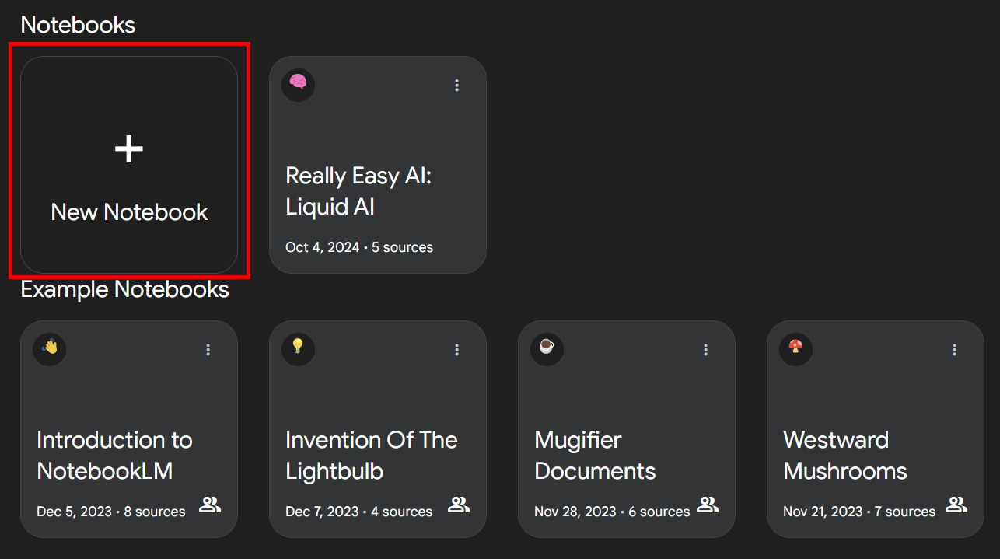 Notebooks
New Notebook
Really Easy AI:
Liquid AI
Oct 4, 2024 • 5 sources
Example Notebooks
Introduction to
NotebookLM
Dec 5, 2023 • 8 sources
Invention Of The
Lightbulb
Dec 7, 2023 • 4 sources
Mugifier
Documents
Nov 28, 2023 • 6 sources
Westward
Mushrooms
Nov 21, 2023 • 7 sources